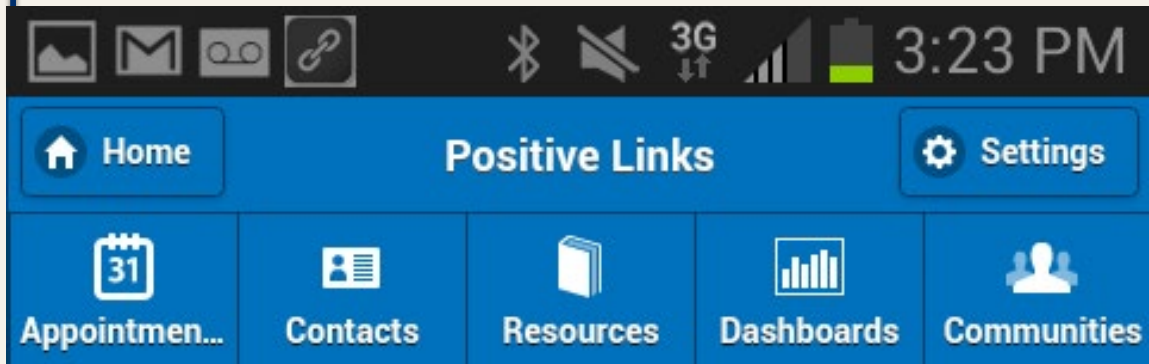 3G 3:23 PM
Home Positive Links Settings
31
Appointmen... Contacts Resources Dashboards Communities